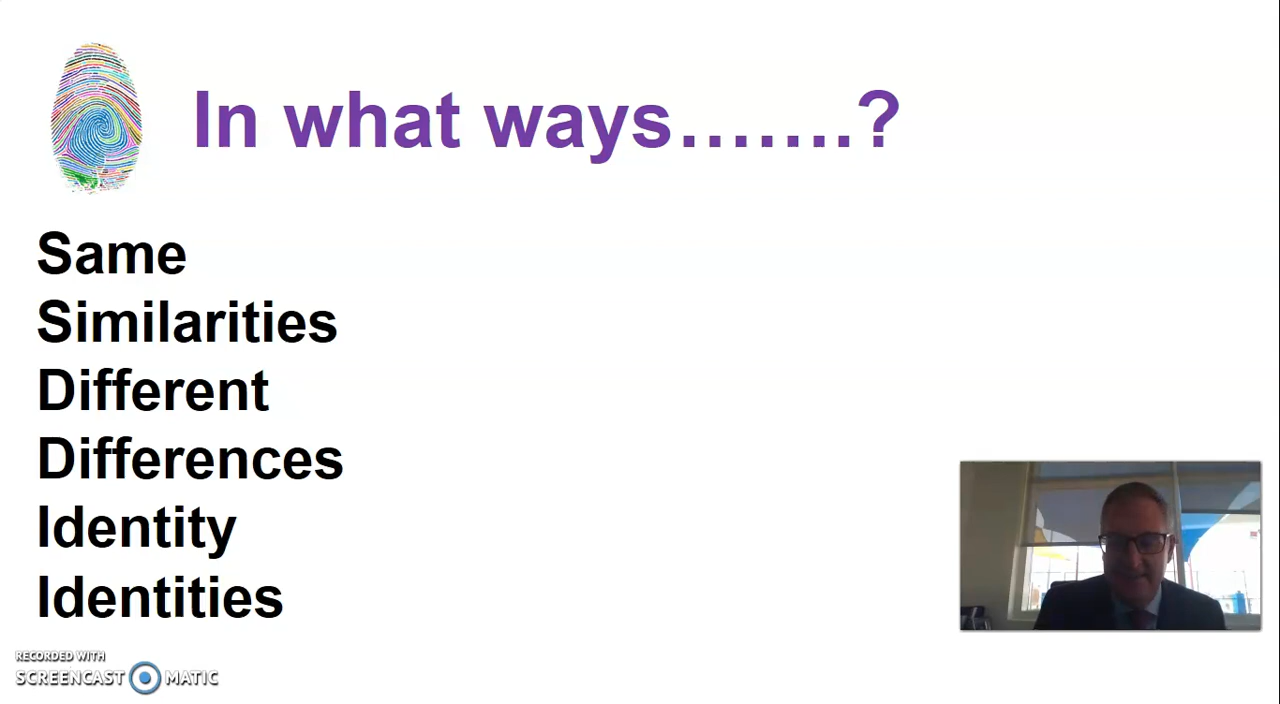 In what ways.......?
Same
Similarities
Different
Differences
Identity
Identities
RECORDED WITH
SCREENCAST MATIC